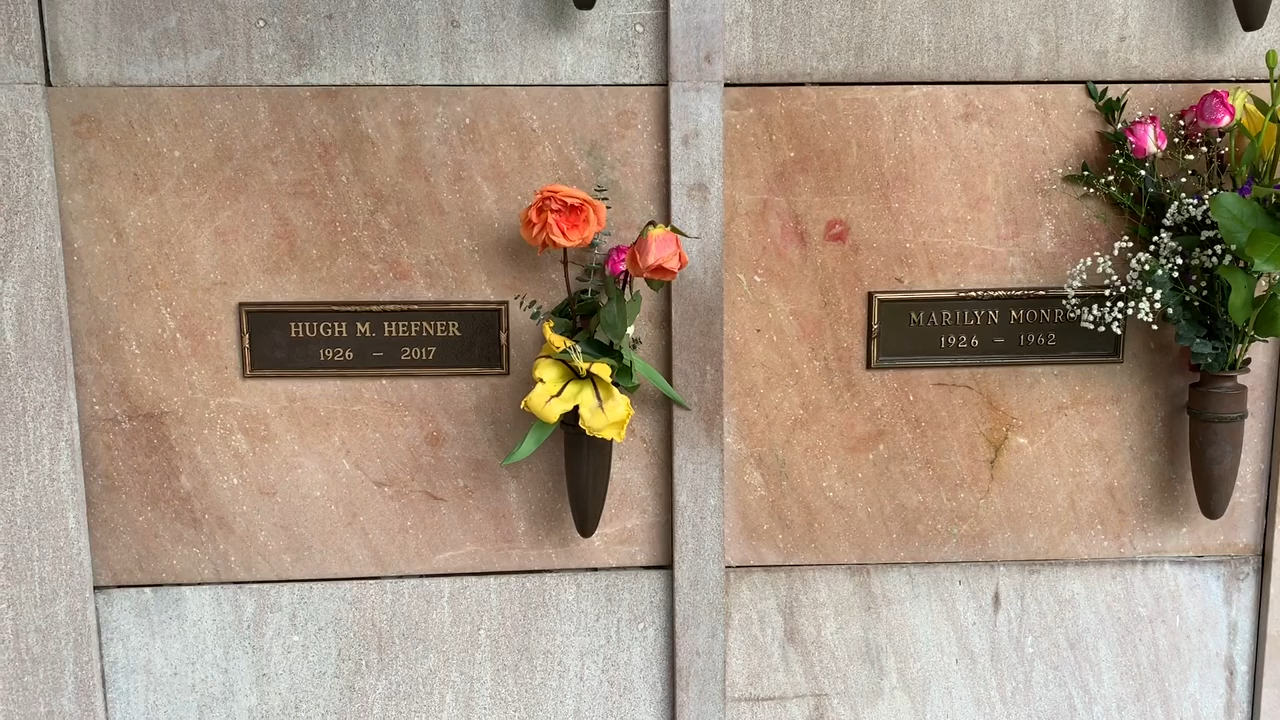 HUGH M. HEFNER
1926 – 2017
MARILYN MONRO
1926 – 1962